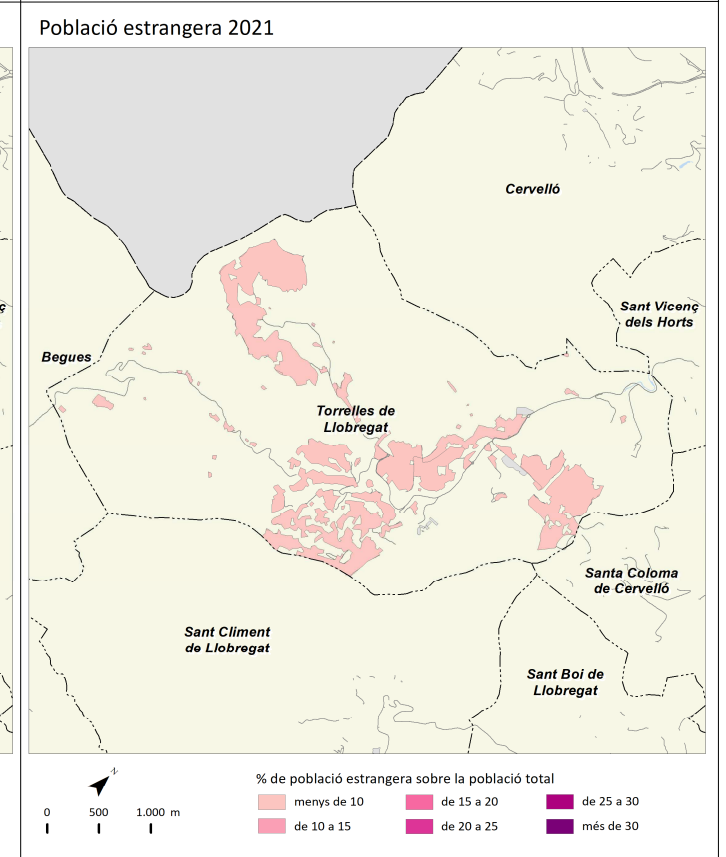 Població estrangera 2021
Cervelló
ç
Sant Vicenç
dels Horts
Begues
Torrelles de
Llobregat
Santa Coloma
de Cervelló
Sant Climent
de Llobregat
Sant Boi de
Llobregat
N
% de població estrangera sobre la població total
0 500 1.000 m
menys de 10 de 15 a 20 de 25 a 30
de 10 a 15 de 20 a 25 més de 30